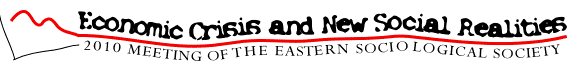 Economic Crisis and New Social Realities
2010 MEETING OF THE EASTERN SOCIOLOGICAL SOCIETY